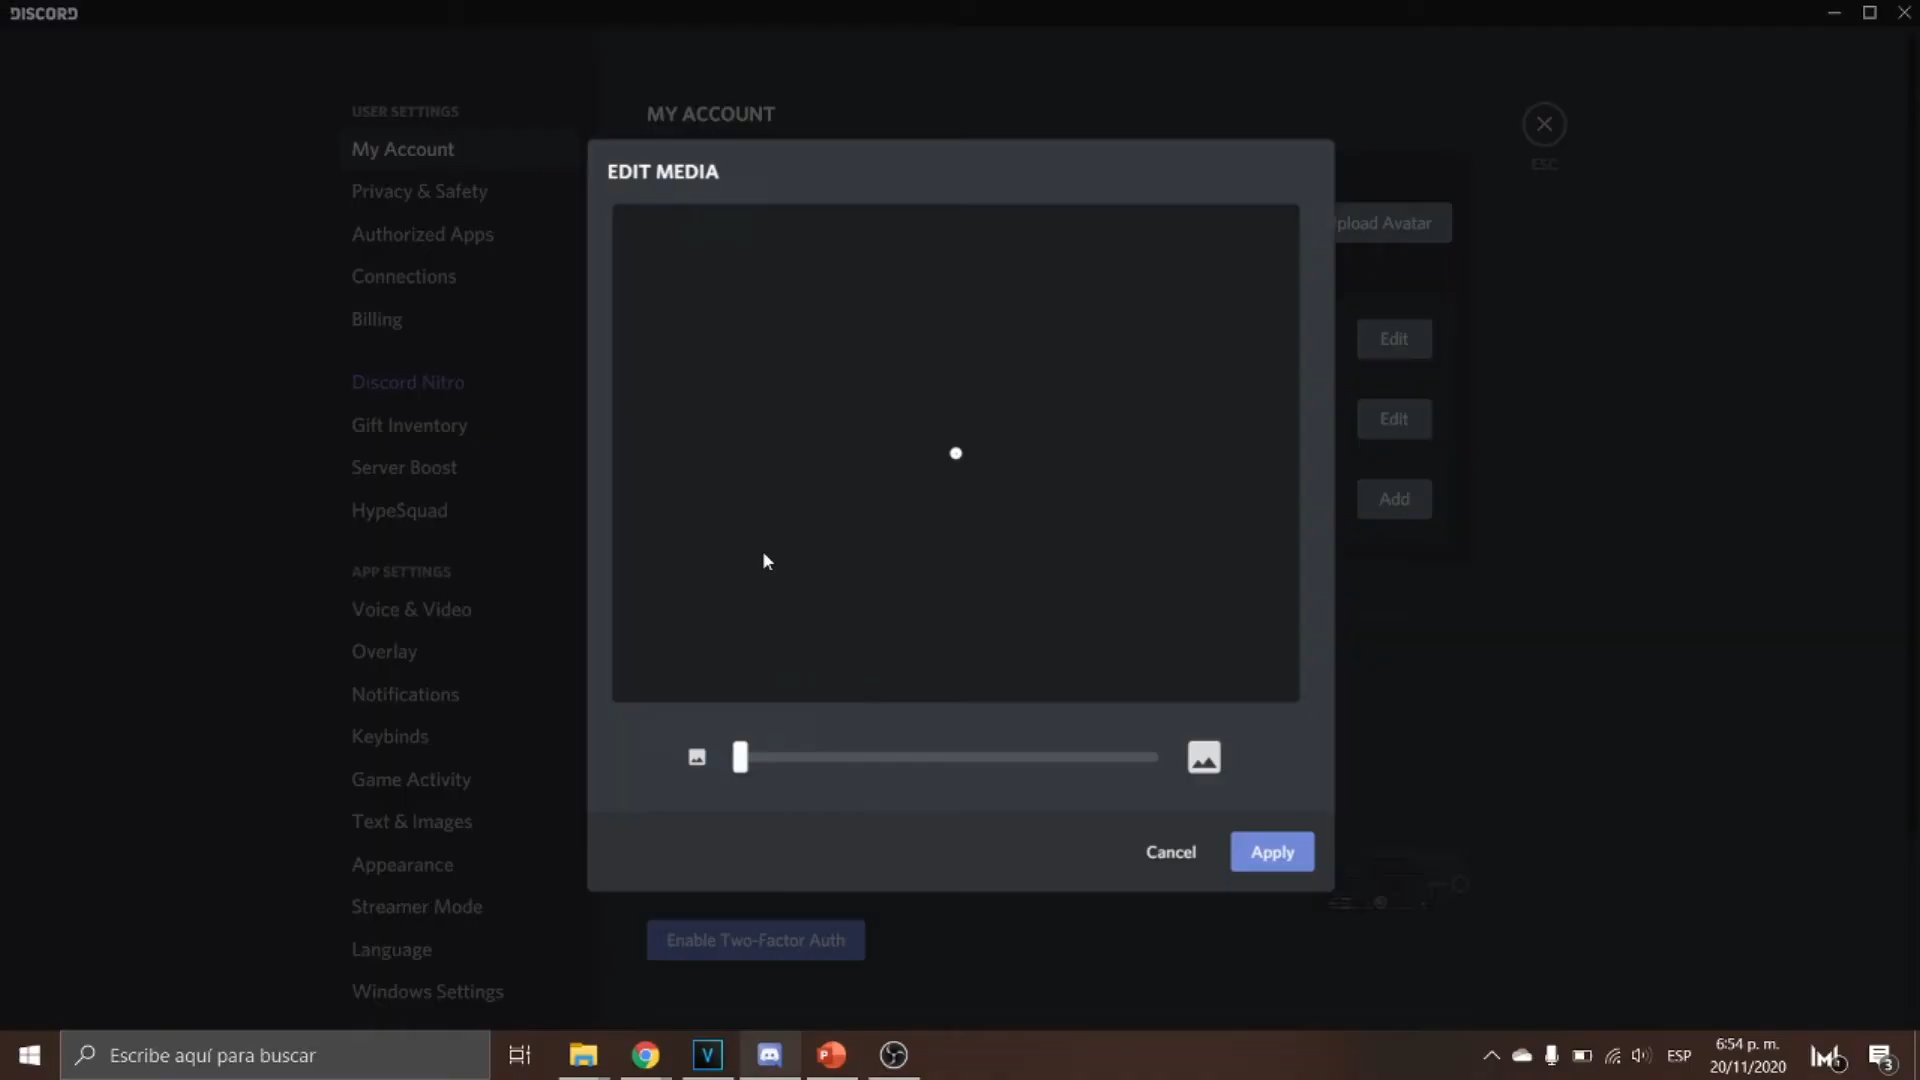 DISCORD
USER SETTINGS
My Account
Privacy & Safety
Authorized Apps
Connections
Billing
Discord Nitro
Gift Inventory
Server Boost
HypeSquad
APP SETTINGS
Voice & Video
Overlay
Notifications
Keybinds
Game Activity
Text & Images
Appearance
Streamer Mode
Language
Windows Settings
MY ACCOUNT
ESC
pload Avatar
Edit
Edit
Add
EDIT MEDIA
Cancel
Apply
Enable Two-Factor Auth
Escribe aquí para buscar
V
P
ESP
6:54 p. m.
20/11/2020
1
3